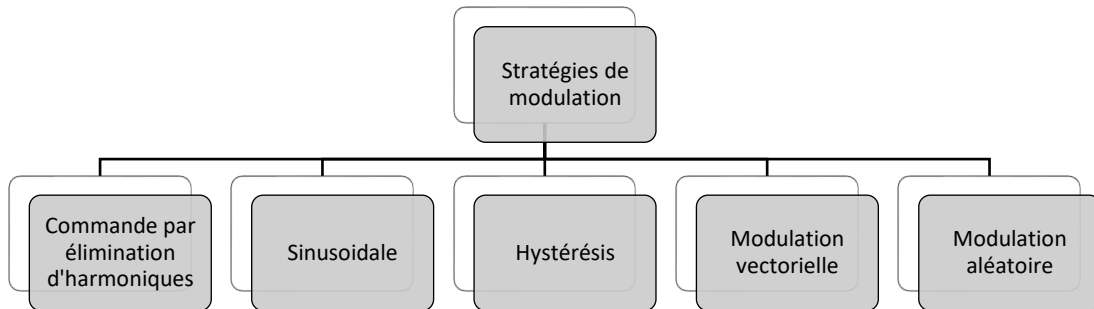 Stratégies de
modulation
Commande par
élimination
d'harmoniques
Sinusoidale
Hystérésis
Modulation
vectorielle
Modulation
aléatoire